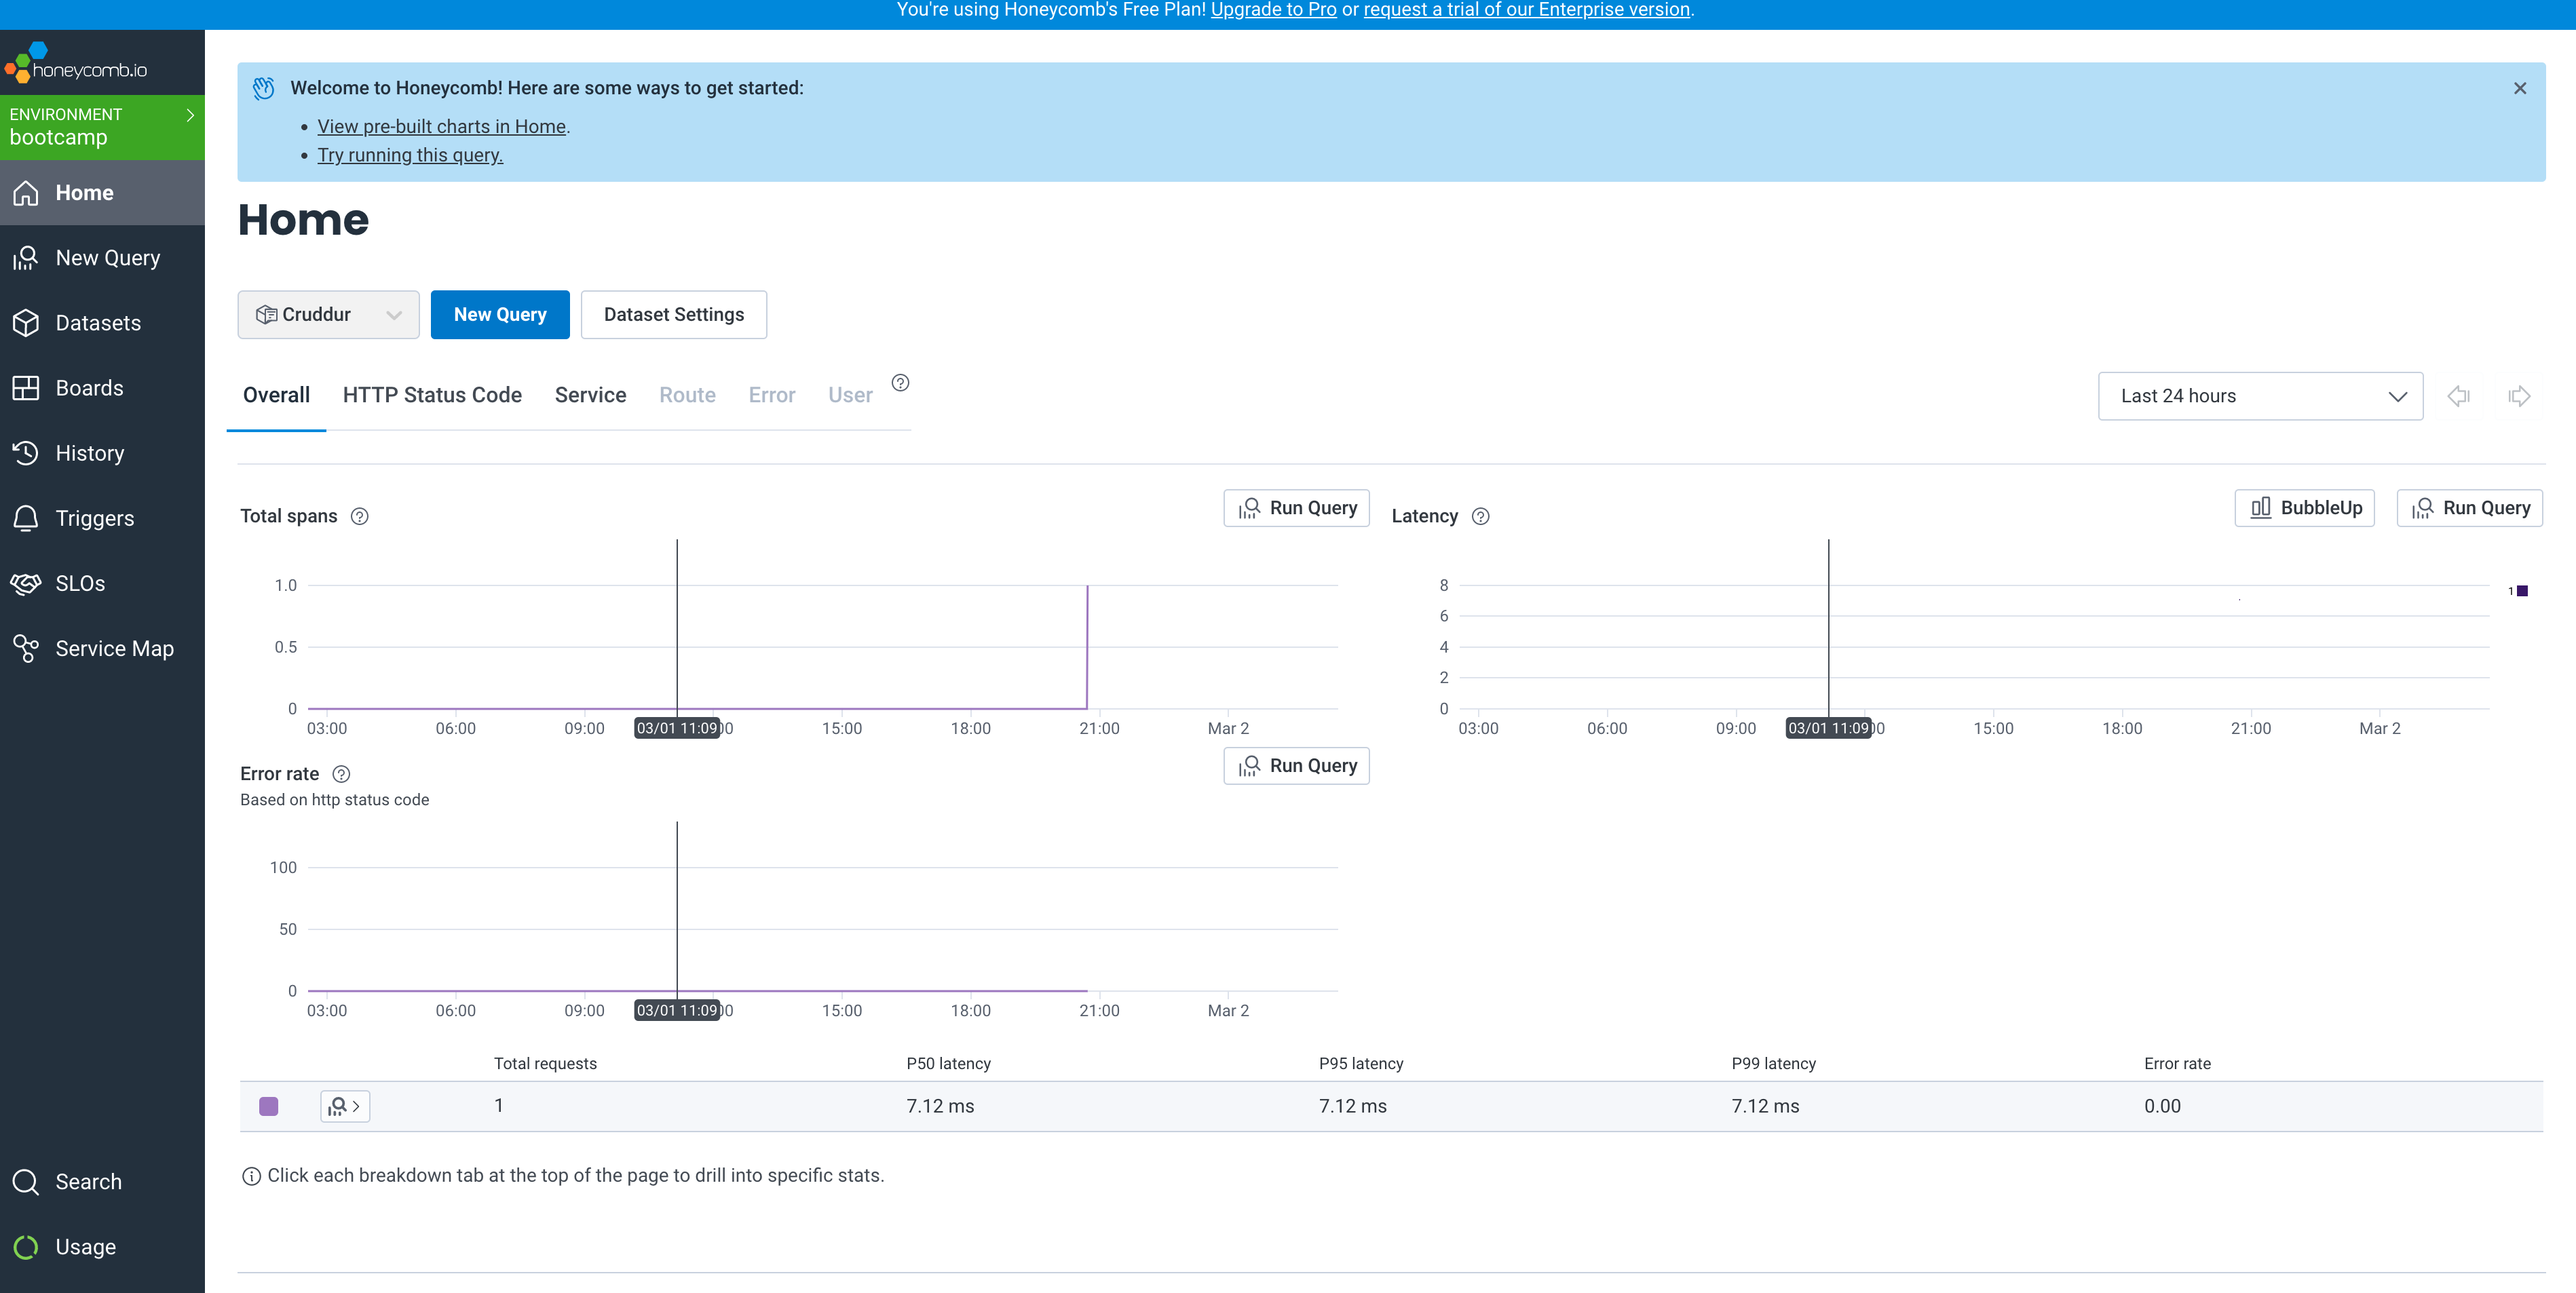 You're using Honeycomb's Free Plan! Upgrade to Pro or request a trial of our Enterprise version.
honeycomb.io
ENVIRONMENT
bootcamp
Home
New Query
Datasets
Boards
History
Triggers
SLOs
Service Map
Search
Usage
Welcome to Honeycomb! Here are some ways to get started:
• View pre-built charts in Home.
• Try running this query.
Home
Cruddur New Query Dataset Settings
Overall HTTP Status Code Service Route Error User ?
Last 24 hours
Total spans ? Run Query
1.0
0.5
0
03:00 06:00 09:00 03/01 11:09 00 15:00 18:00 21:00 Mar 2
Latency ? BubbleUp Run Query
8
6
4
2
0
1
03:00 06:00 09:00 03/01 11:09 00 15:00 18:00 21:00 Mar 2
Error rate ? Run Query
Based on http status code
100
50
0
03:00 06:00 09:00 03/01 11:09 00 15:00 18:00 21:00 Mar 2
Total requests P50 latency P95 latency P99 latency Error rate
1 7.12 ms 7.12 ms 7.12 ms 0.00
Click each breakdown tab at the top of the page to drill into specific stats.